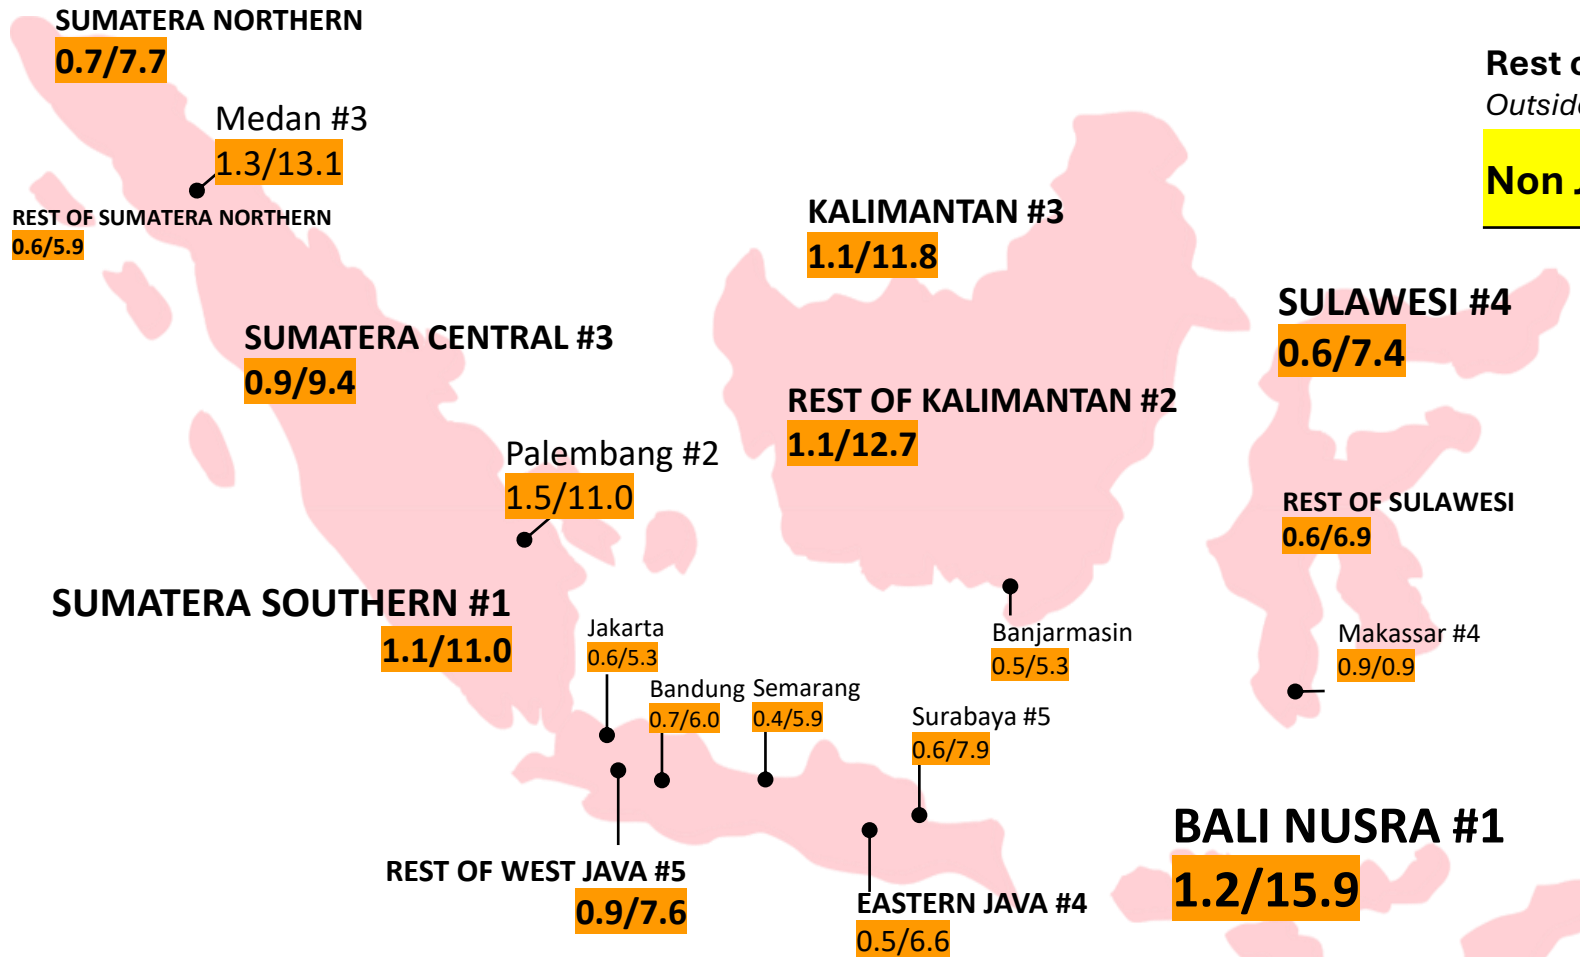 SUMATERA NORTHERN
0.7/7.7
Rest
Outside
Non
Medan #3
1.3/13.1
REST OF SUMATERA NORTHERN
0.6/5.9
KALIMANTAN #3
1.1/11.8
SULAWESI #4
0.6/7.4
SUMATERA CENTRAL #3
0.9/9.4
REST OF KALIMANTAN #2
1.1/12.7
Palembang #2
1.5/11.0
REST OF SULAWESI
0.6/6.9
SUMATERA SOUTHERN #1
1.1/11.0
Jakarta
0.6/5.3
Banjarmasin
0.5/5.3
Makassar #4
0.9/0.9
Bandung
0.7/6.0
Semarang
0.4/5.9
Surabaya #5
0.6/7.9
BALI NUSRA #1
1.2/15.9
REST OF WEST JAVA #5
0.9/7.6
EASTERN JAVA #4
0.5/6.6